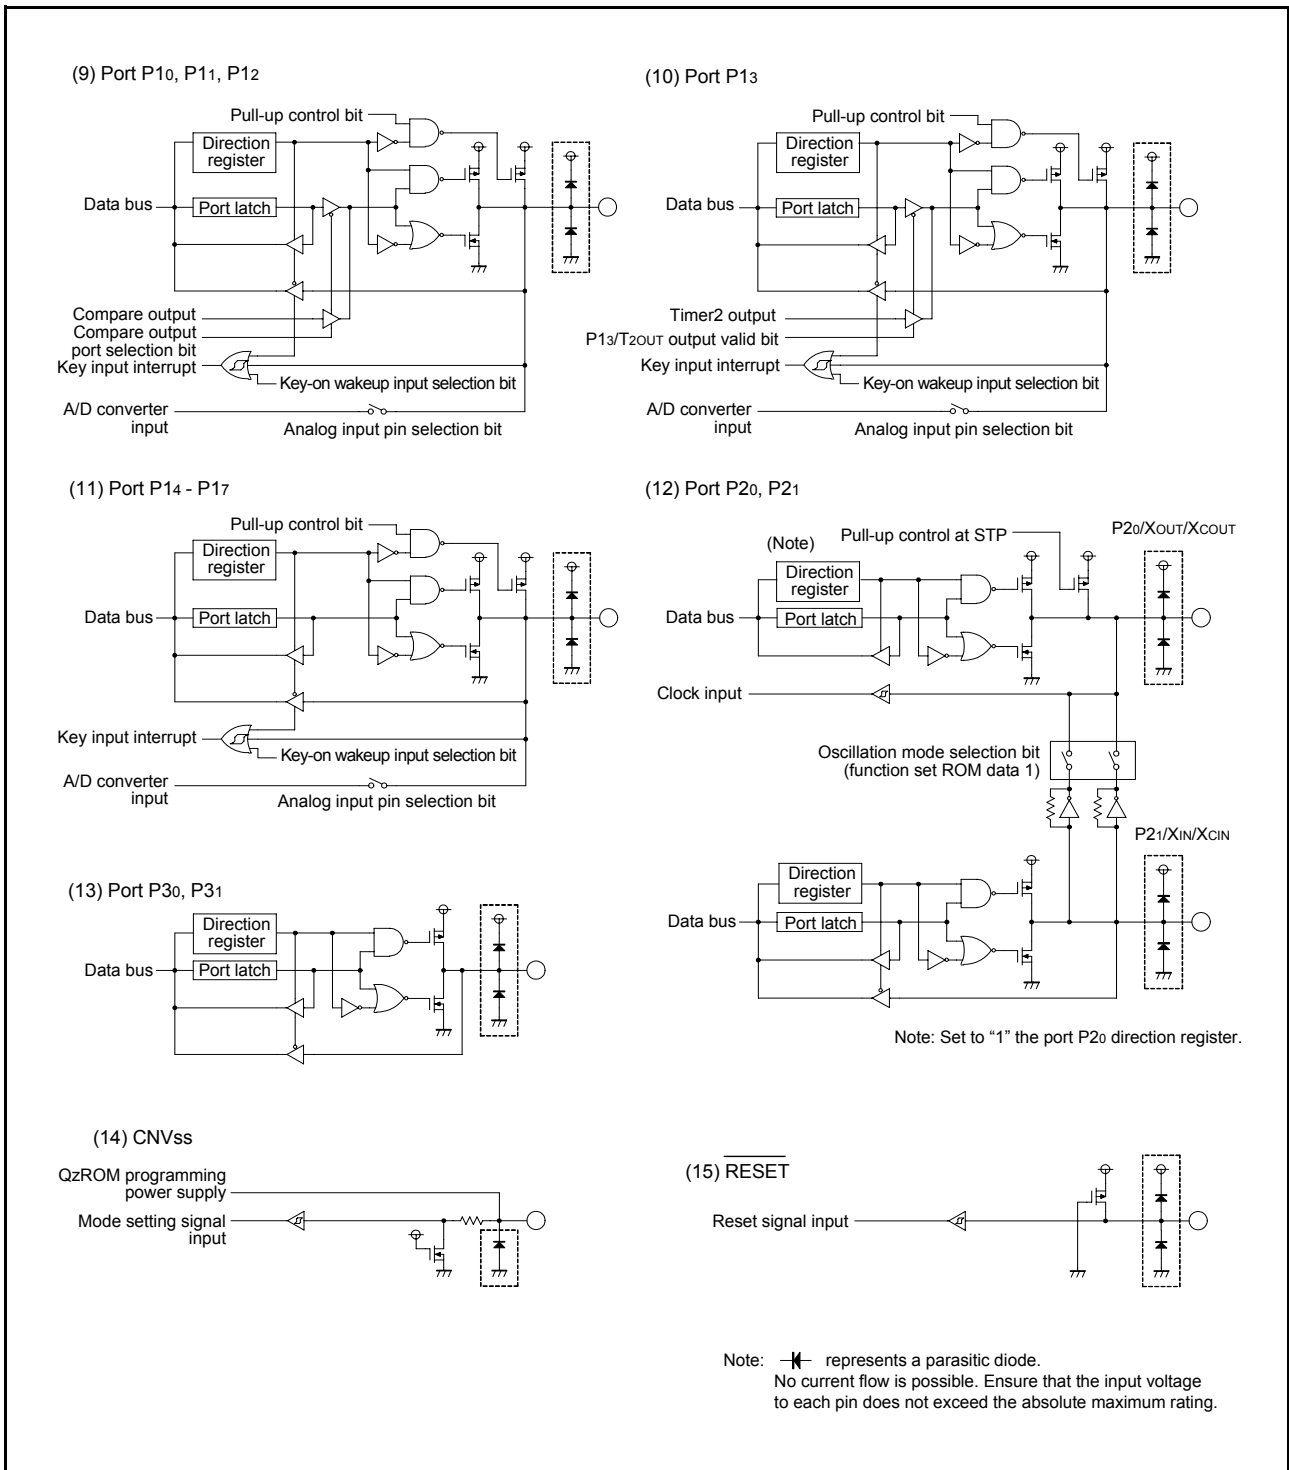 (9) Port P10, P11, P12
Pull-up control bit
Direction
register
Data bus
Port latch
Compare output
Compare output
port selection bit
Key input interrupt
Key-on wakeup input selection bit
A/D converter
input
Analog input pin selection bit
(10) Port P13
Pull-up control bit
Direction
register
Data bus
Port latch
Timer2 output
P13/T2OUT output valid bit
Key input interrupt
Key-on wakeup input selection bit
A/D converter
input
Analog input pin selection bit
(11) Port P14 - P17
Pull-up control bit
Direction
register
Data bus
Port latch
Key input interrupt
Key-on wakeup input selection bit
A/D converter
input
Analog input pin selection bit
(12) Port P20, P21
(Note)
Pull-up control at STP
P20/XOUT/XCOUT
Direction
register
Data bus
Port latch
Clock input
Oscillation mode selection bit
(function set ROM data 1)
P21/XIN/XCIN
Direction
register
Data bus
Port latch
Note: Set to “1” the port P20 direction register.
(13) Port P30, P31
Direction
register
Data bus
Port latch
(14) CNVss
QzROM programming
power supply
Mode setting signal
input
(15) RESET
Reset signal input
Note: represents a parasitic diode.
No current flow is possible. Ensure that the input voltage
to each pin does not exceed the absolute maximum rating.